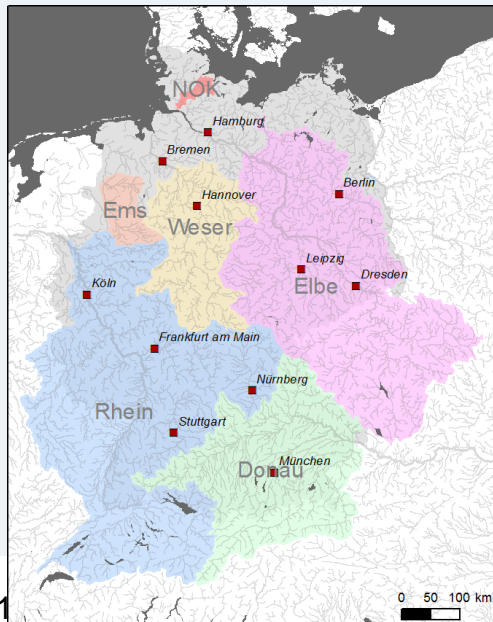 NOK
Hamburg
Bremen
Berlin
Hannover
Ems
Weser
Leipzig
Dresden
Elbe
Köln
Frankfurt am Main
Nürnberg
Rhein
Stuttgart
München
Donau
0 50 100 km
1